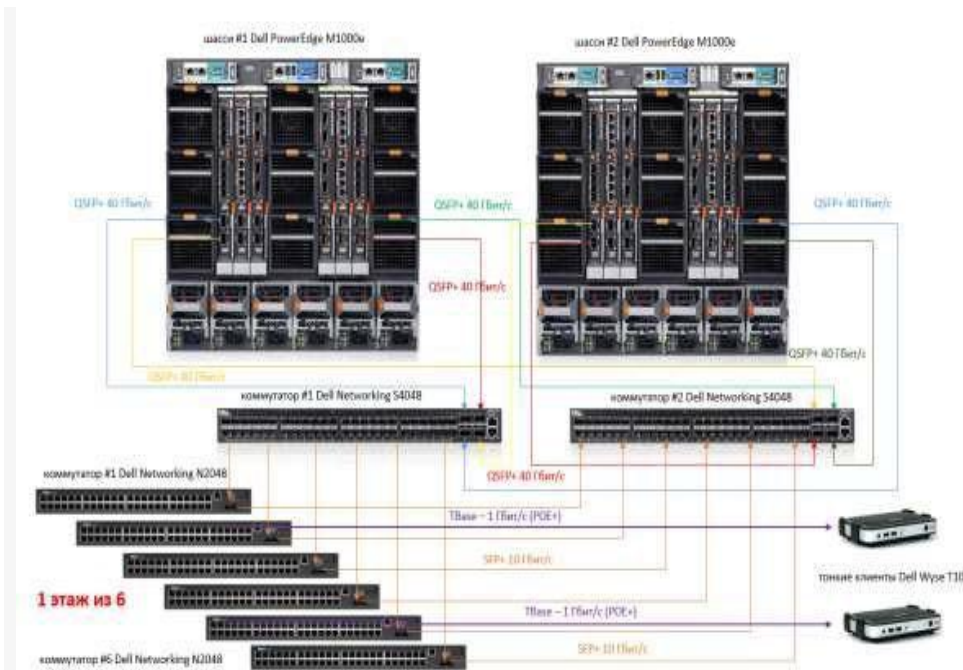 шасси #1 Dell PowerEdge M1000e
шасси #2 Dell PowerEdge M1000e
QSFP+ 40 Гбит/с
QSFP+ 40 Гбит/с
QSFP+ 40 Гбит/с
QSFP+ 40 Гбит/с
QSFP+ 40 Гбит/с
QSFP+ 40 Гбит/с
коммутатор #1 Dell Networking S4048
коммутатор #2 Dell Networking S4048
коммутатор #1 Dell Networking N2048
QSFP+ 40 Гбит/с
TBase – 1 Гбит/с (POE+)
SFP+ 10 Гбит/с
тонкие клиенты Dell Wyse T10
1 этаж из 6
TBase – 1 Гбит/с (POE+)
SFP+ 10 Гбит/с
коммутатор #6 Dell Networking N2048